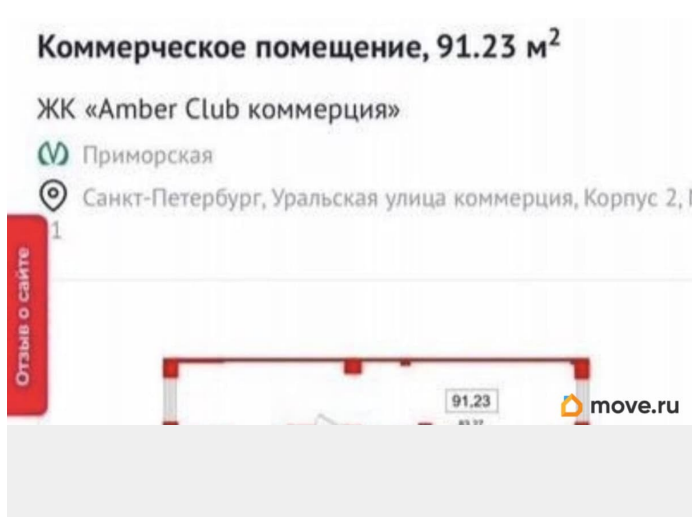 Коммерческое помещение, 91.23 м²
ЖК «Amber Club коммерция»
Приморская
Санкт-Петербург, Уральская улица коммерция, Корпус 2,
1
Отзыв о сайте
91,23
move.ru